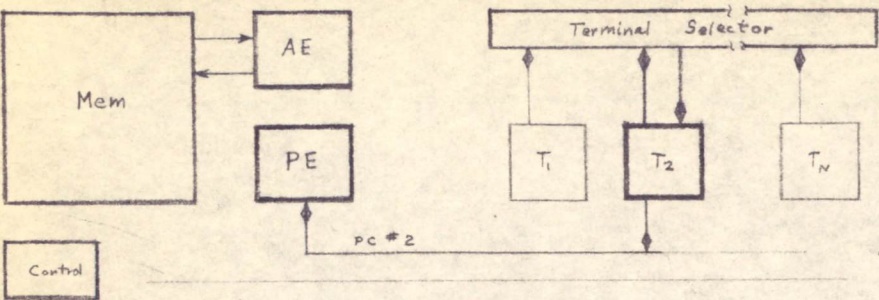 Terminal Selector
Mem
AE
PE
T1
T2
TN
PC #2
Control